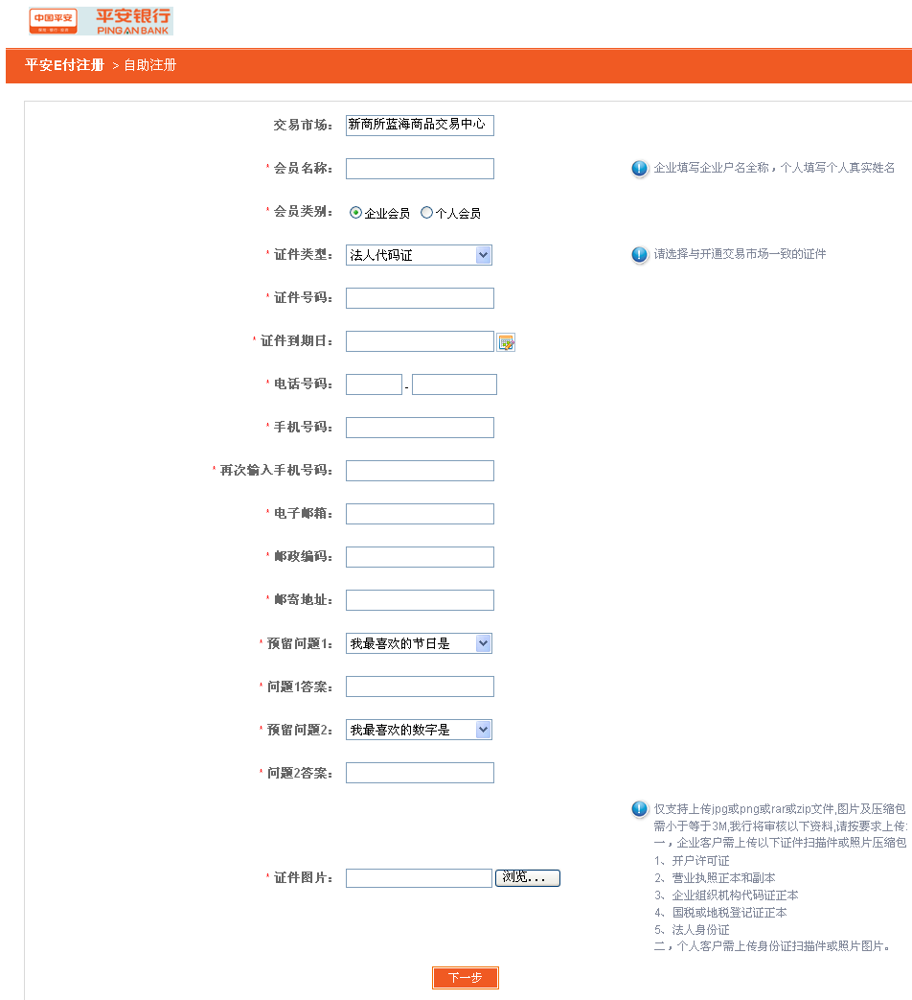 中国平安
平安银行
PING AN BANK
平安E付注册 > 自助注册
交易市场： 新商所蓝海商品交易中心
* 会员名称： 企业填写企业户名全称，个人填写个人真实姓名
* 会员类别： 企业会员 个人会员
* 证件类型： 法人代码证 请选择与开通交易市场一致的证件
* 证件号码：
* 证件到期日：
* 电话号码： -
* 手机号码：
* 再次输入手机号码：
* 电子邮箱：
* 邮政编码：
* 邮寄地址：
* 预留问题1： 我最喜欢的节日是
* 问题1答案：
* 预留问题2： 我最喜欢的数字是
* 问题2答案：
* 证件图片： 浏览...
仅支持上传jpg或png或rar或zip文件,图片及压缩包
需小于等于3M,我行将审核以下资料,请按要求上传:
一，企业客户需上传以下证件扫描件或照片压缩包
1、开户许可证
2、营业执照正本和副本
3、企业组织机构代码证正本
4、国税或地税登记证正本
5、法人身份证
二，个人客户需上传身份证扫描件或照片图片。
下一步